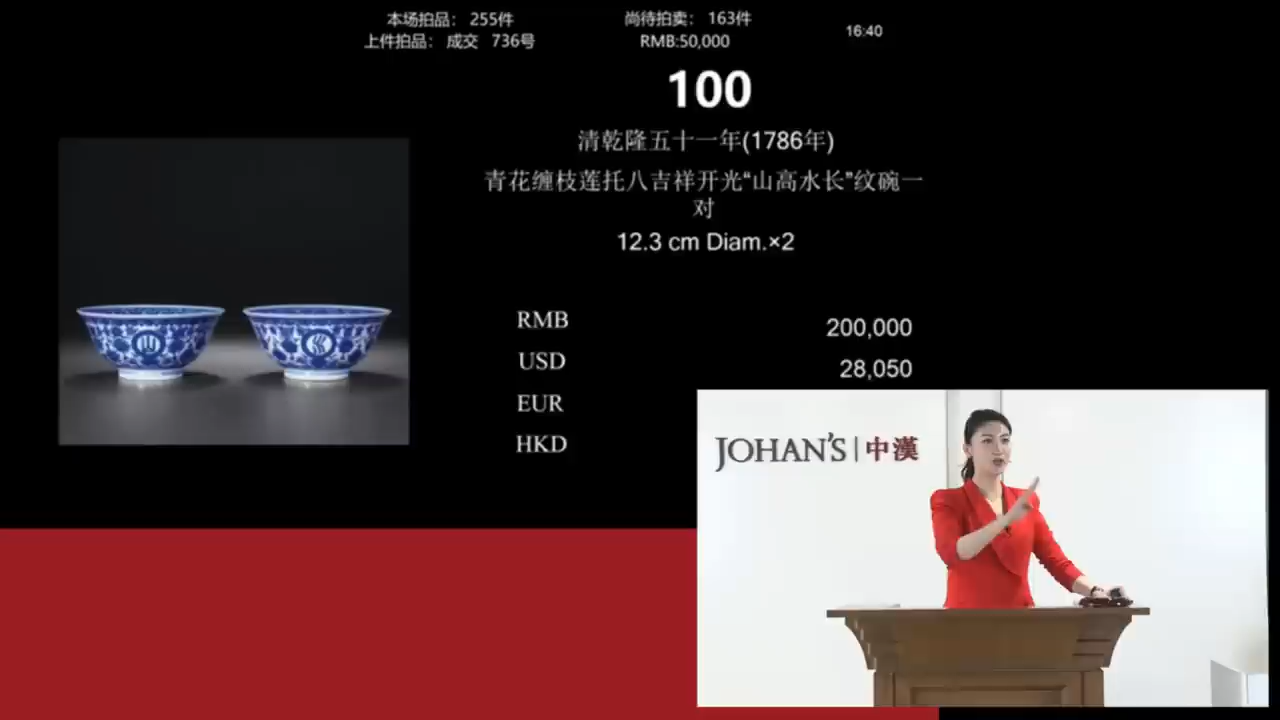 本场拍品： 255件
尚待拍卖： 163件
16:40
上件拍品： 成交 736号
RMB:50,000
100
清乾隆五十一年(1786年)
青花缠枝莲托八吉祥开光“山高水长”纹碗一
对
12.3 cm Diam.×2
RMB 200,000
USD 28,050
EUR
HKD
山
JOHAN'S | 中漢